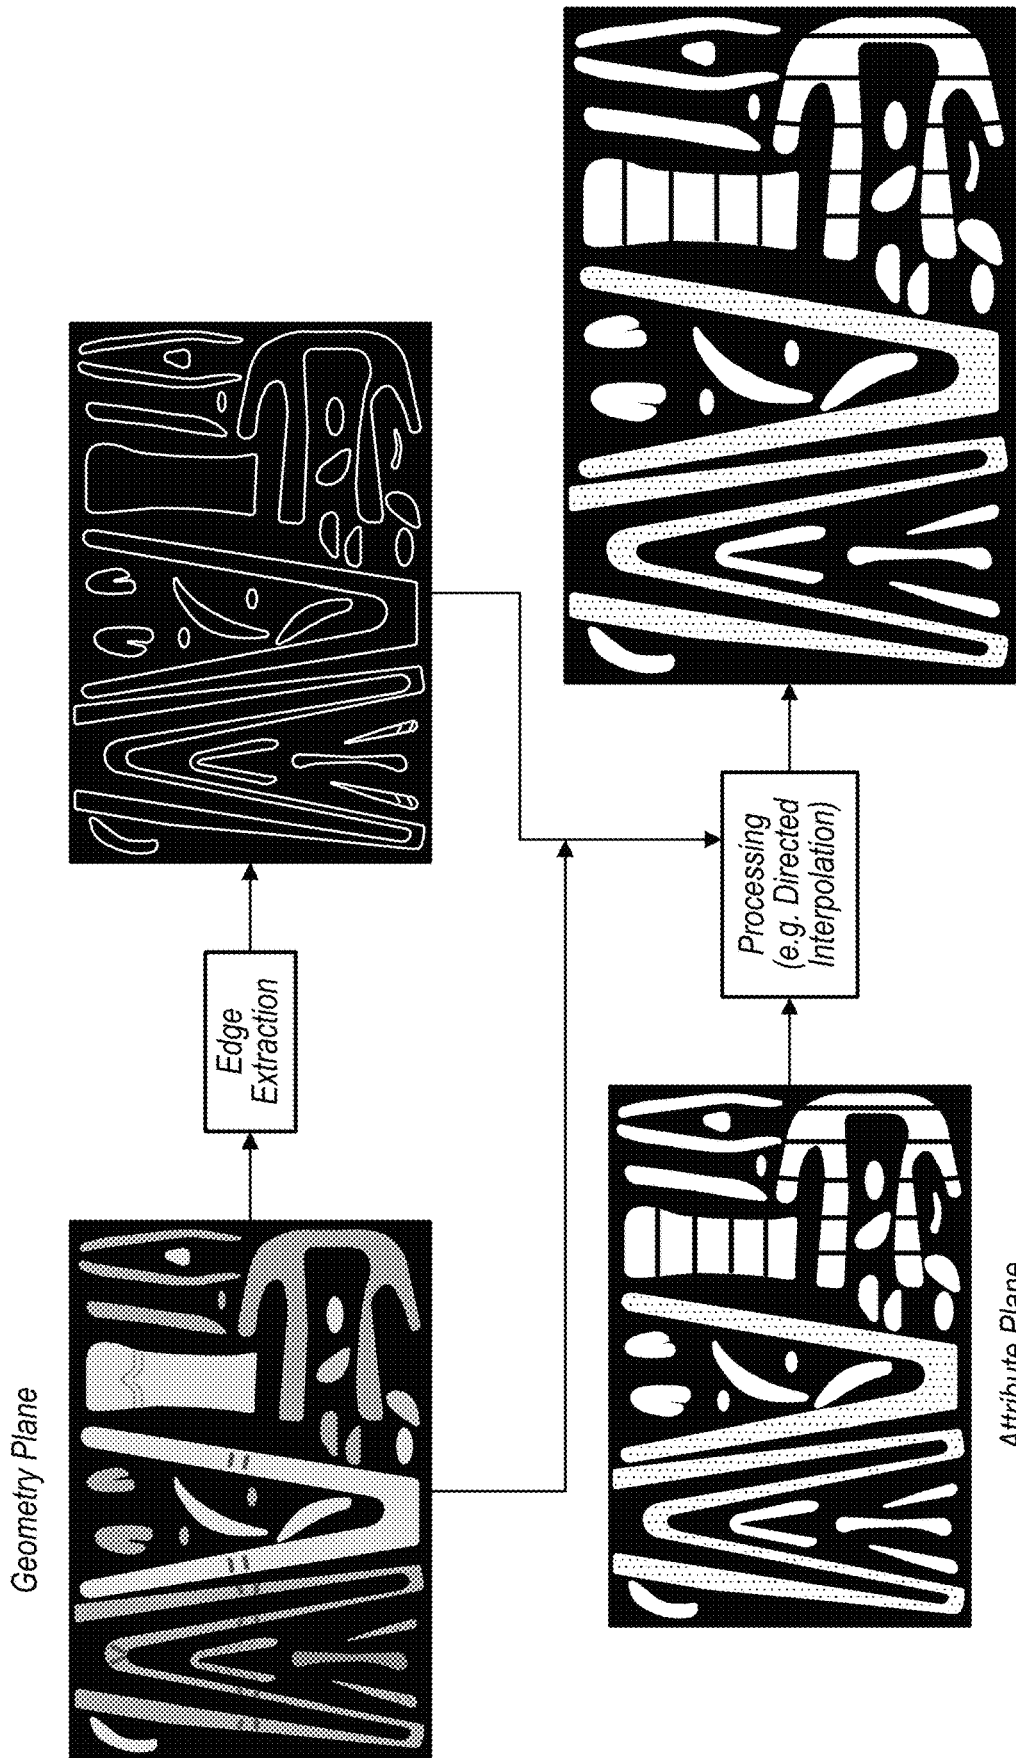 Geometry Plane
Edge
Extraction
Processing
(e.g. Directed
Interpolation)
Attribute Plane